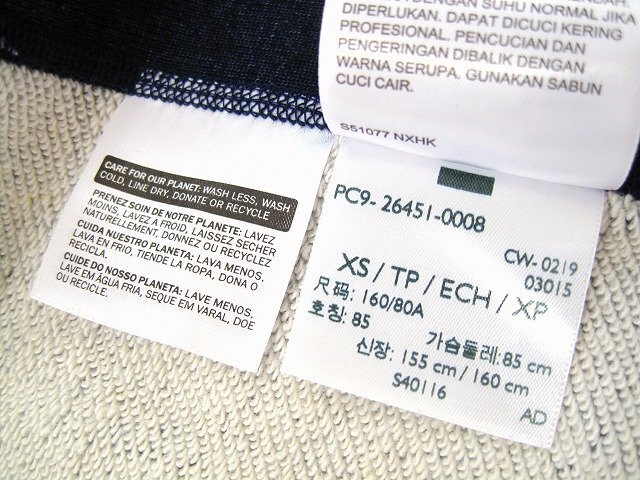 CARE FOR OUR PLANET: WASH LESS, WASH
COLD, LINE DRY, DONATE OR RECYCLE
PRENEZ SOIN DE NOTRE PLANETE: LAVEZ
MOINS, LAVEZ A FROID, LAISSEZ SECHER
NATURELLEMENT, DONNEZ OU RECYCLEZ
CUIDA NUESTRO PLANETA: LAVA MENOS,
LAVA EN FRIO, TIENDE LA ROPA, DONA O
RECICLA.
CUIDE DO NOSSO PLANETA: LAVE MENOS,
LAVE EM ÁGUA FRIA, SEQUE EM VARAL, DOE
OU RECICLE.
DENGAN SUHU NORMAL JIKA
DIPERLUKAN. DAPAT DICUCI KERING
PROFESIONAL. PENCUCIAN DAN
PENGERINGAN DIBALIK DENGAN
WARNA SERUPA. GUNAKAN SABUN
CUCI CAIR.
S51077 NXHK
PC9- 26451-0008
CW-0219
03015
XS / TP / ECH / XP
尺码: 160/80A
호칭: 85
가슴둘레: 85 cm
신장: 155 cm / 160 cm
S40116
AD